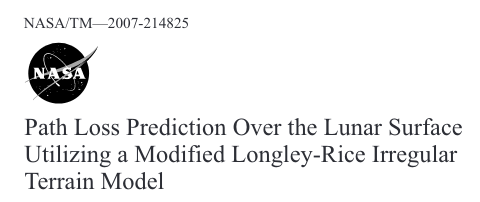 NASA/TM—2007-214825
NASA
Path Loss Prediction Over the Lunar Surface
Utilizing a Modified Longley-Rice Irregular
Terrain Model